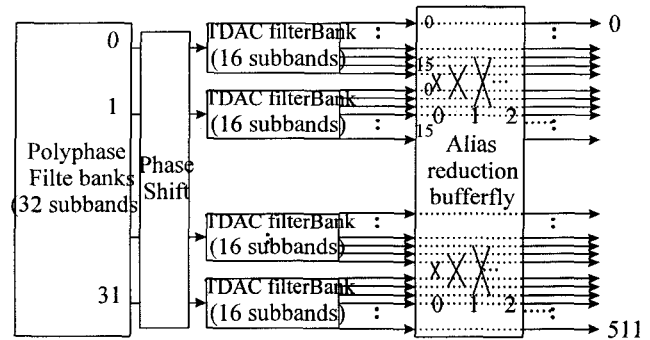 0
1
31
Polyphase
Filte banks
(32 subbands
Phase
Shift
TDAC filterBank
(16 subbands)
TDAC filterBank
(16 subbands)
TDAC filterBank
(16 subbands)
TDAC filterBank
(16 subbands)
0
15
0
15
0 1 2
Alias
reduction
bufferfly
0 1 2
0
511